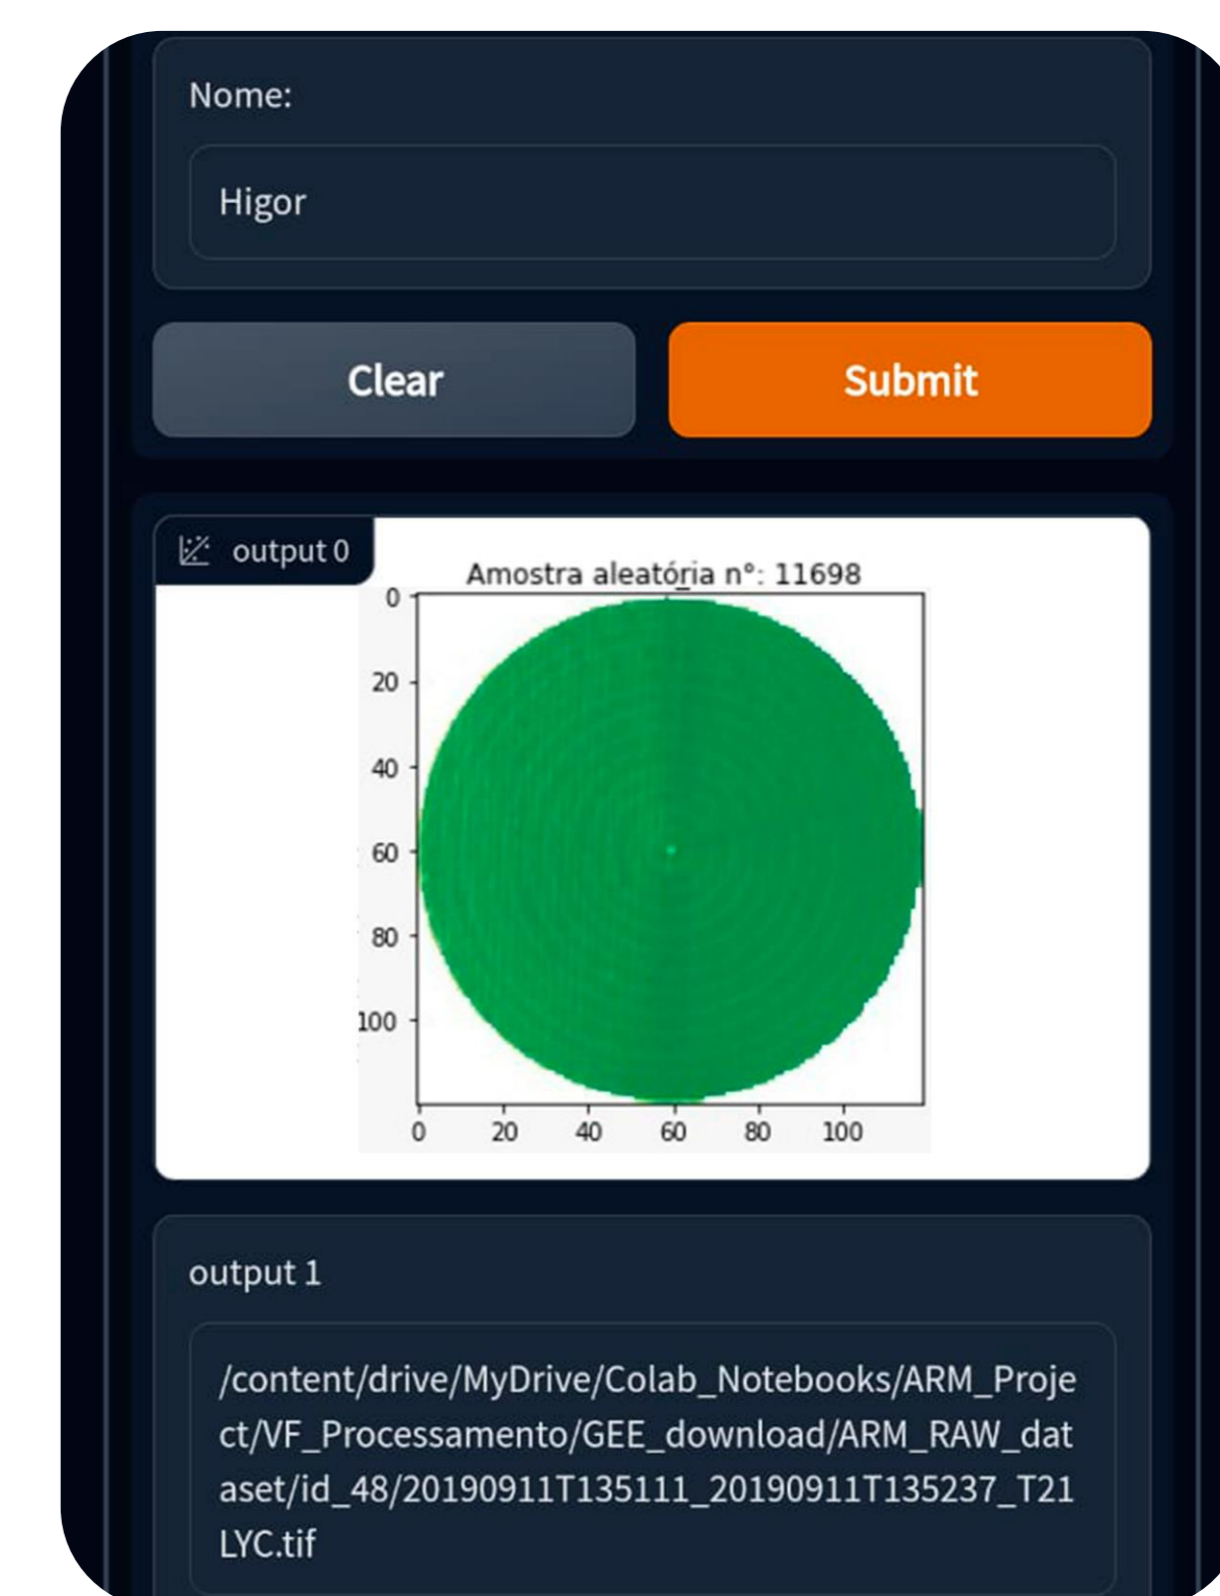 Nome:
Higor
Clear
Submit
output 0
Amostra aleatória n°: 11698
0
20
40
60
80
100
0 20 40 60 80 100
output 1
/content/drive/MyDrive/Colab_Notebooks/ARM_Proje
ct/VF_Processamento/GEE_download/ARM_RAW_dat
aset/id_48/20190911T135111_20190911T135237_T21
LYC.tif